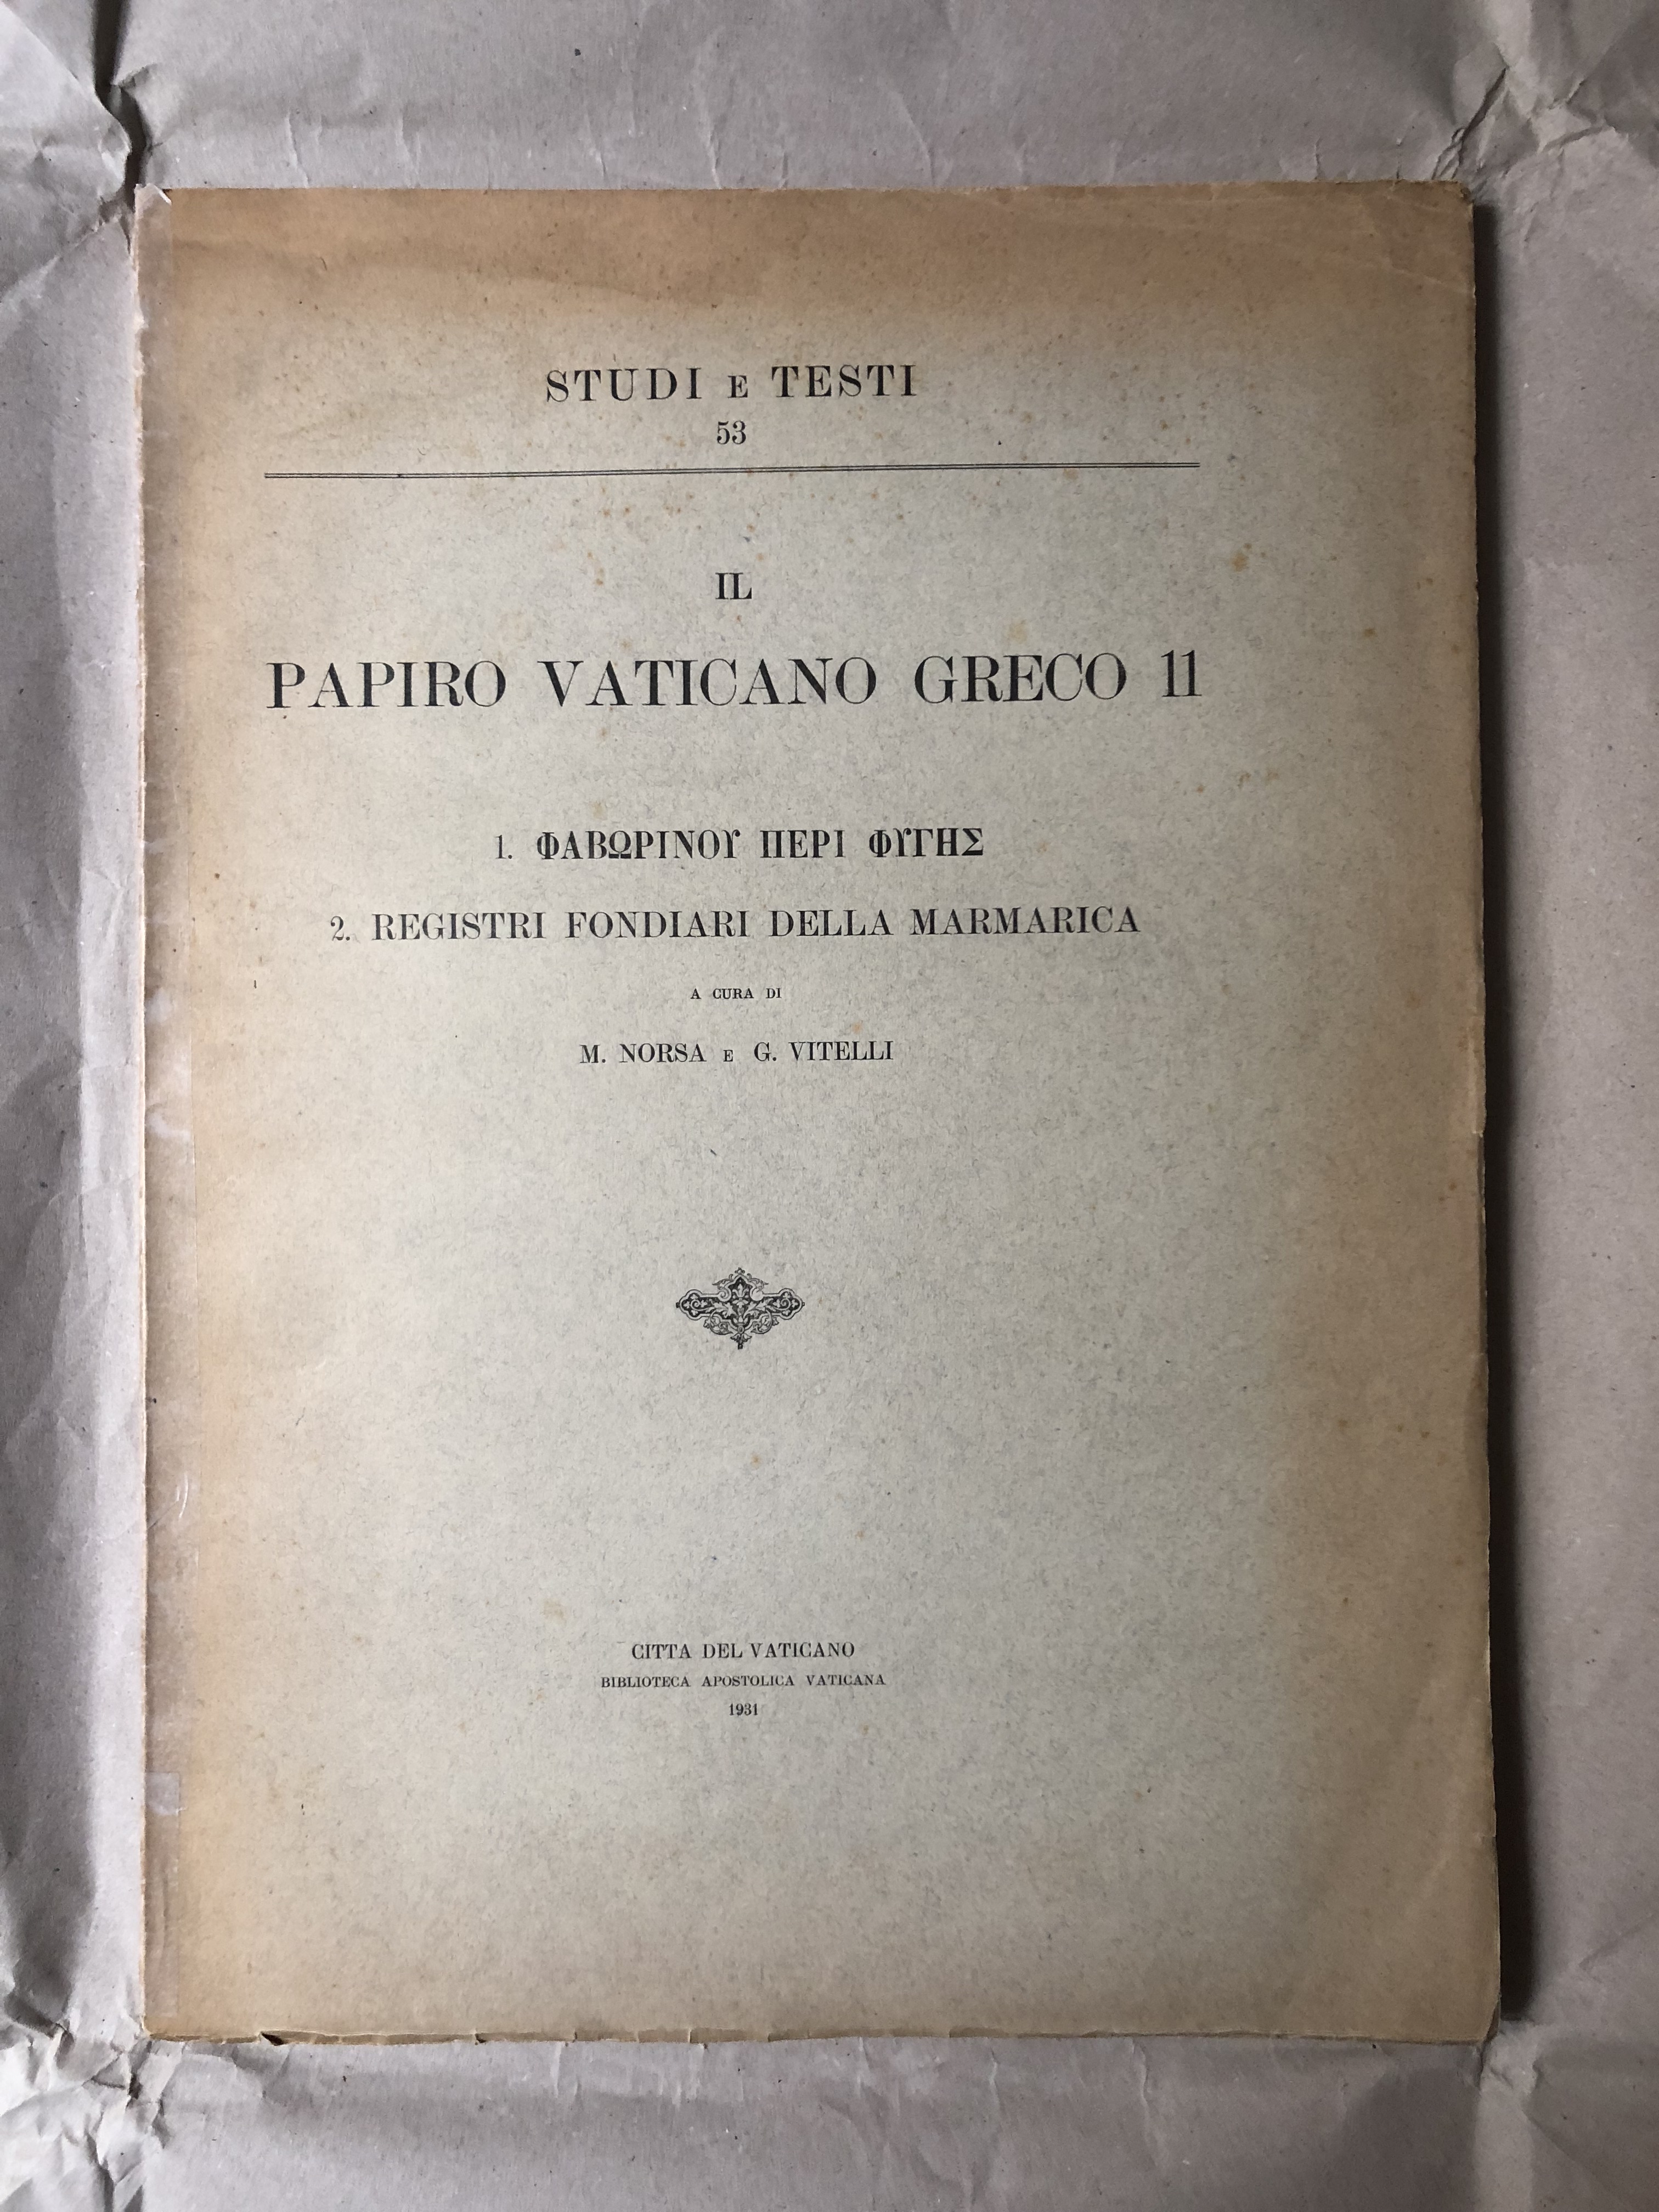 STUDI E TESTI
53
IL
PAPIRO VATICANO GRECO 11
1. ΦΑΒΩΡΙΝΟΥ ΠΕΡΙ ΦΥΓΗΣ
2. REGISTRI FONDIARI DELLA MARMARICA
A CURA DI
M. NORSA E G. VITELLI
CITTA DEL VATICANO
BIBLIOTECA APOSTOLICA VATICANA
1931